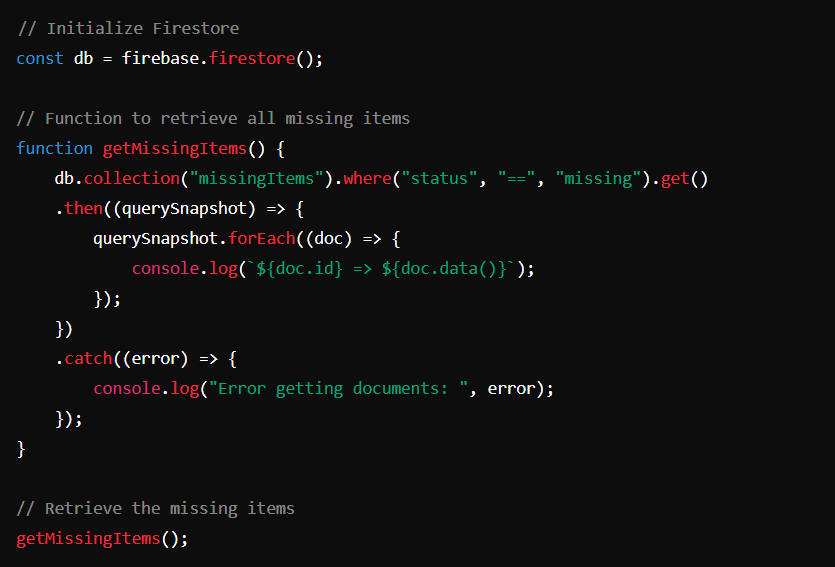 // Initialize Firestore
const db = firebase.firestore();

// Function to retrieve all missing items
function getMissingItems() {
    db.collection("missingItems").where("status", "==", "missing").get()
    .then((querySnapshot) => {
        querySnapshot.forEach((doc) => {
            console.log(`${doc.id} => ${doc.data()}`);
        });
    })
    .catch((error) => {
        console.log("Error getting documents: ", error);
    });
}

// Retrieve the missing items
getMissingItems();